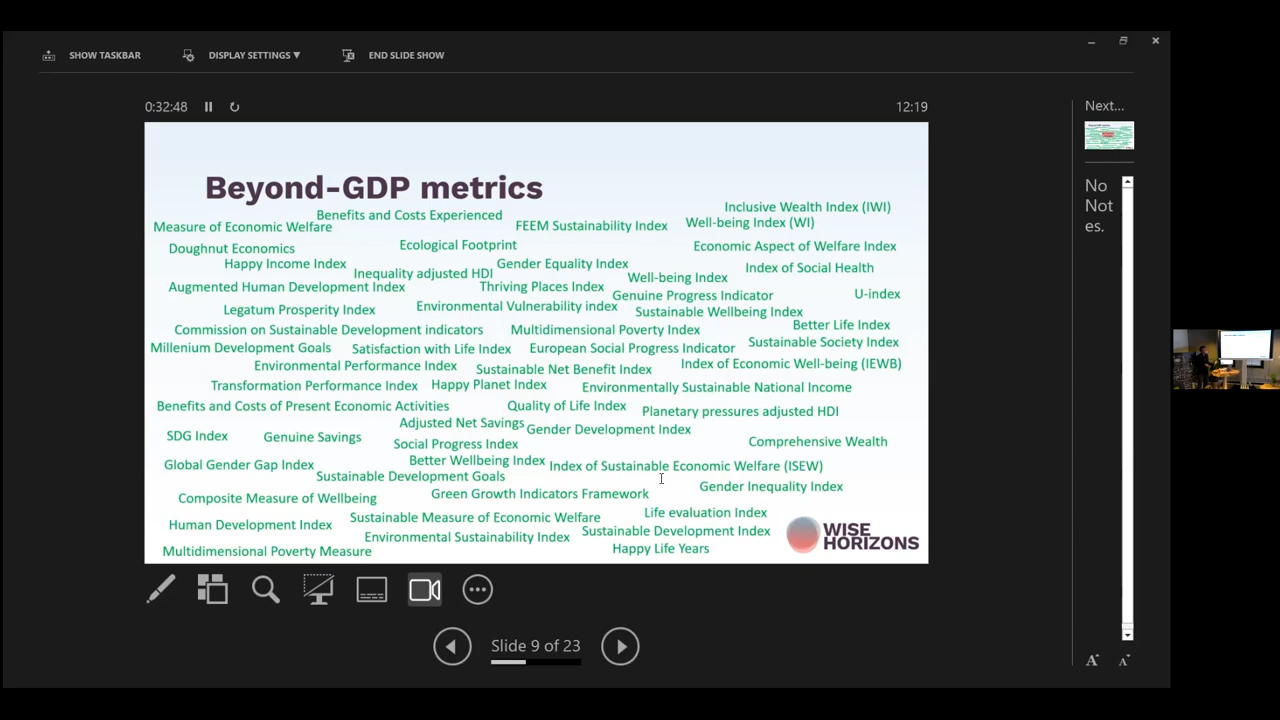 SHOW TASKBAR
DISPLAY SETTINGS ▼
END SLIDE SHOW
0:32:48
12:19
Next...
Beyond-GDP metrics
Inclusive Wealth Index (IWI)
Benefits and Costs Experienced
Measure of Economic Welfare
FEEM Sustainability Index
Well-being Index (WI)
Doughnut Economics
Ecological Footprint
Economic Aspect of Welfare Index
Happy Income Index
Gender Equality Index
Index of Social Health
Inequality adjusted HDI
Well-being Index
Augmented Human Development Index
Thriving Places Index
Genuine Progress Indicator
U-index
Legatum Prosperity Index
Environmental Vulnerability index
Sustainable Wellbeing Index
Better Life Index
Commission on Sustainable Development indicators
Multidimensional Poverty Index
Sustainable Society Index
Millenium Development Goals
Satisfaction with Life Index
European Social Progress Indicator
Environmental Performance Index
Sustainable Net Benefit Index
Index of Economic Well-being (IEWB)
Transformation Performance Index
Happy Planet Index
Environmentally Sustainable National Income
Benefits and Costs of Present Economic Activities
Quality of Life Index
Planetary pressures adjusted HDI
Adjusted Net Savings
Gender Development Index
SDG Index
Genuine Savings
Social Progress Index
Comprehensive Wealth
Global Gender Gap Index
Better Wellbeing Index
Index of Sustainable Economic Welfare (ISEW)
Sustainable Development Goals
Gender Inequality Index
Composite Measure of Wellbeing
Green Growth Indicators Framework
Human Development Index
Sustainable Measure of Economic Welfare
Life evaluation Index
Environmental Sustainability Index
Sustainable Development Index
Multidimensional Poverty Measure
Happy Life Years
WISE
HORIZONS
No
Not
es.
Slide 9 of 23
A
A